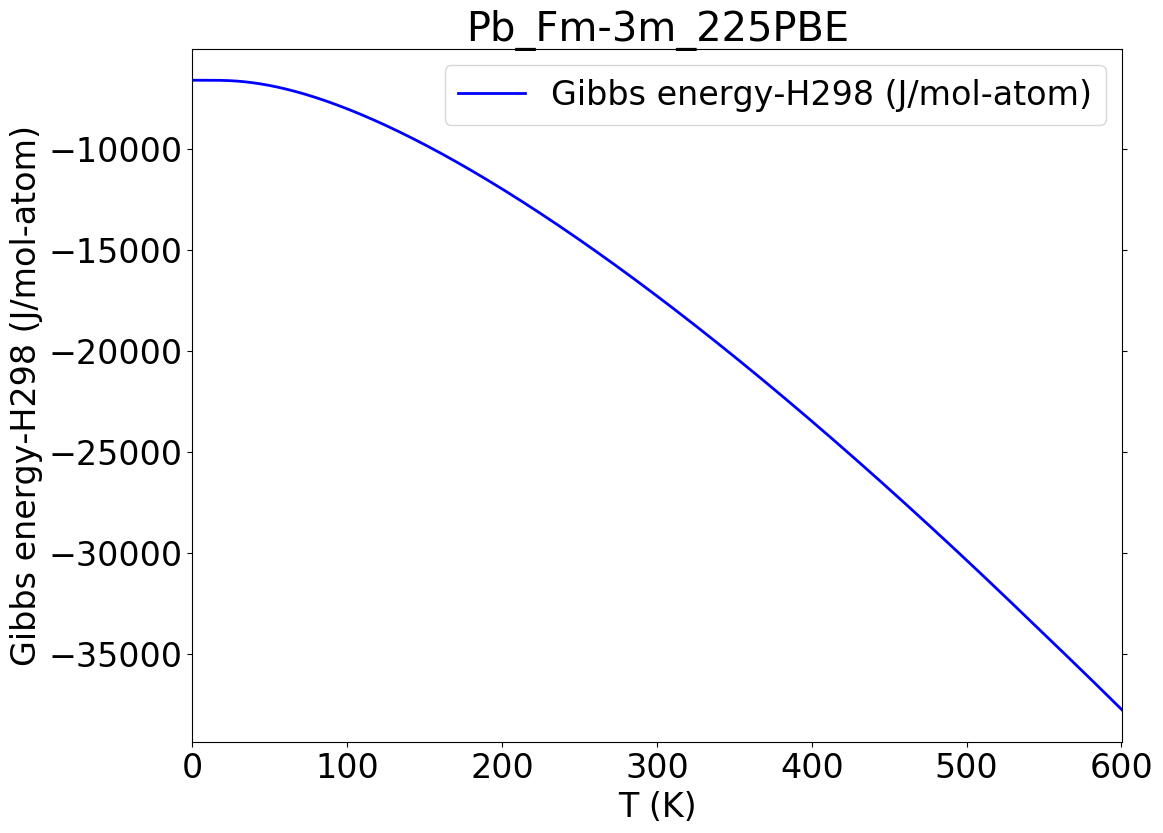 Pb_Fm-3m_225PBE
Gibbs energy-H298 (J/mol-atom)
Gibbs energy-H298 (J/mol-atom)
−10000
−15000
−20000
−25000
−30000
−35000
0 100 200 300 400 500 600
T (K)